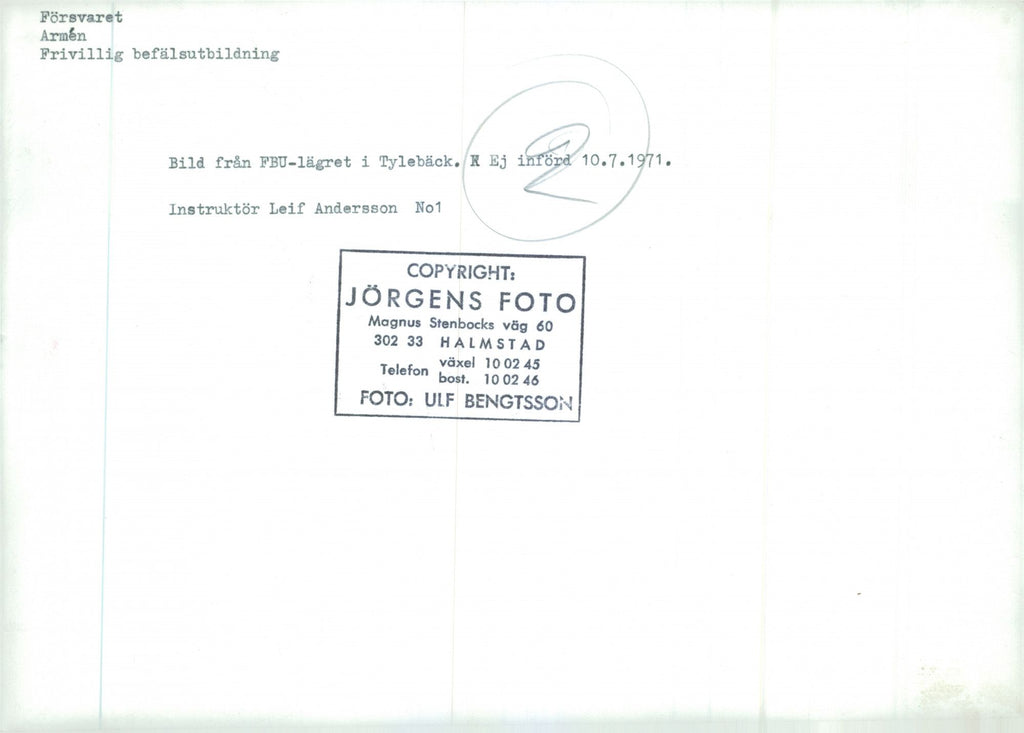 Försvaret
Armén
Frivillig befälsutbildning
2
Bild från FBU-lägret i Tylebäck. K Ej införd 10.7.1971.
Instruktör Leif Andersson No1
COPYRIGHT:
JÖRGENS FOTO
Magnus Stenbocks väg 60
302 33 HALMSTAD
Telefon växel 10 02 45
bost. 10 02 46
FOTO: ULF BENGTSSON